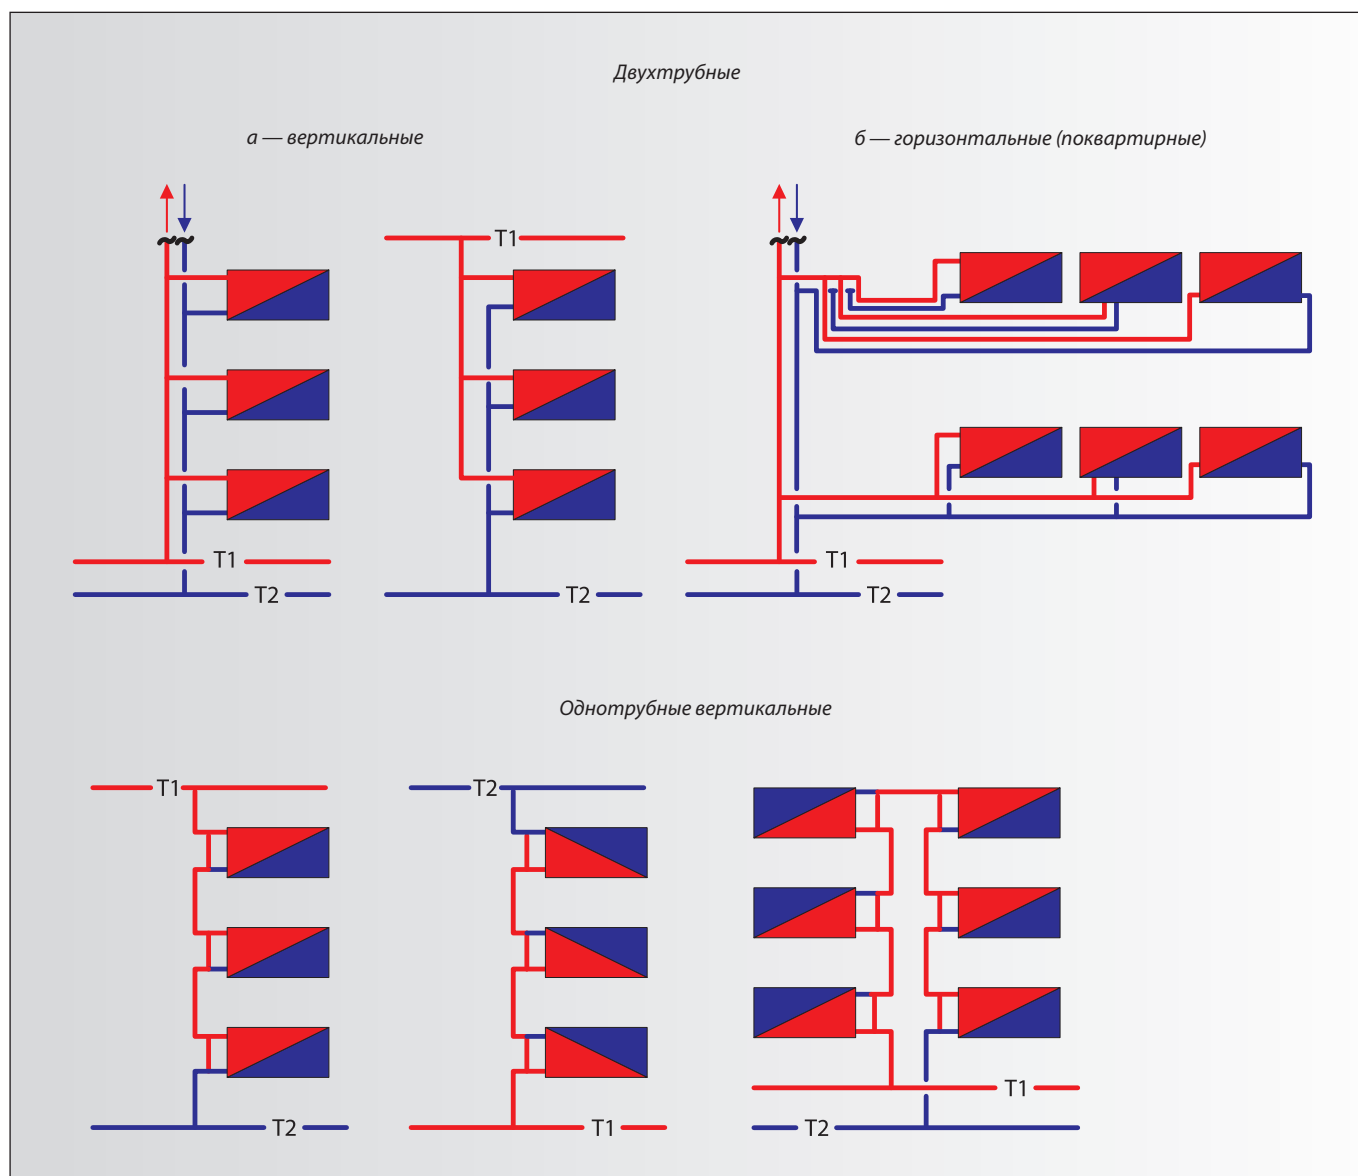 Двухтрубные
а — вертикальные
б — горизонтальные (поквартирные)
Т1
Т1
Т2
Т2
Т1
Т2
Однотрубные вертикальные
Т1
Т2
Т2
Т1
Т1
Т2